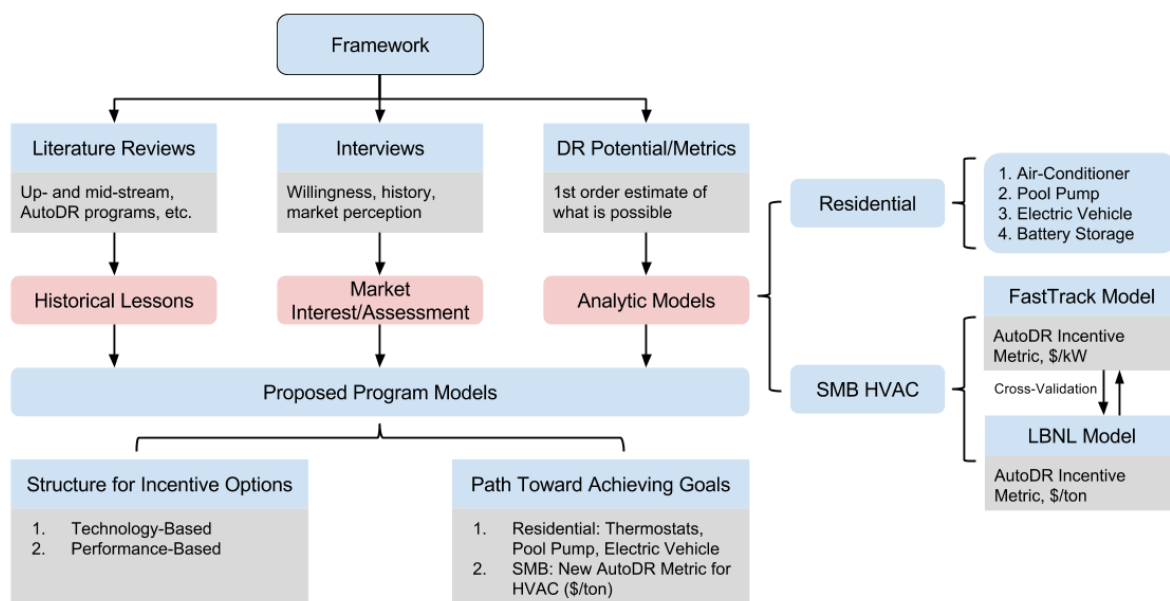 Framework
Literature Reviews
Up- and mid-stream,
AutoDR programs, etc.
Interviews
Willingness, history,
market perception
DR Potential/Metrics
1st order estimate of
what is possible
Historical Lessons
Market
Interest/Assessment
Analytic Models
Residential
1. Air-Conditioner
2. Pool Pump
3. Electric Vehicle
4. Battery Storage
SMB HVAC
FastTrack Model
AutoDR Incentive
Metric, $/kW
Cross-Validation
LBNL Model
AutoDR Incentive
Metric, $/ton
Proposed Program Models
Structure for Incentive Options
1. Technology-Based
2. Performance-Based
Path Toward Achieving Goals
1. Residential: Thermostats,
Pool Pump, Electric Vehicle
2. SMB: New AutoDR Metric for
HVAC ($/ton)